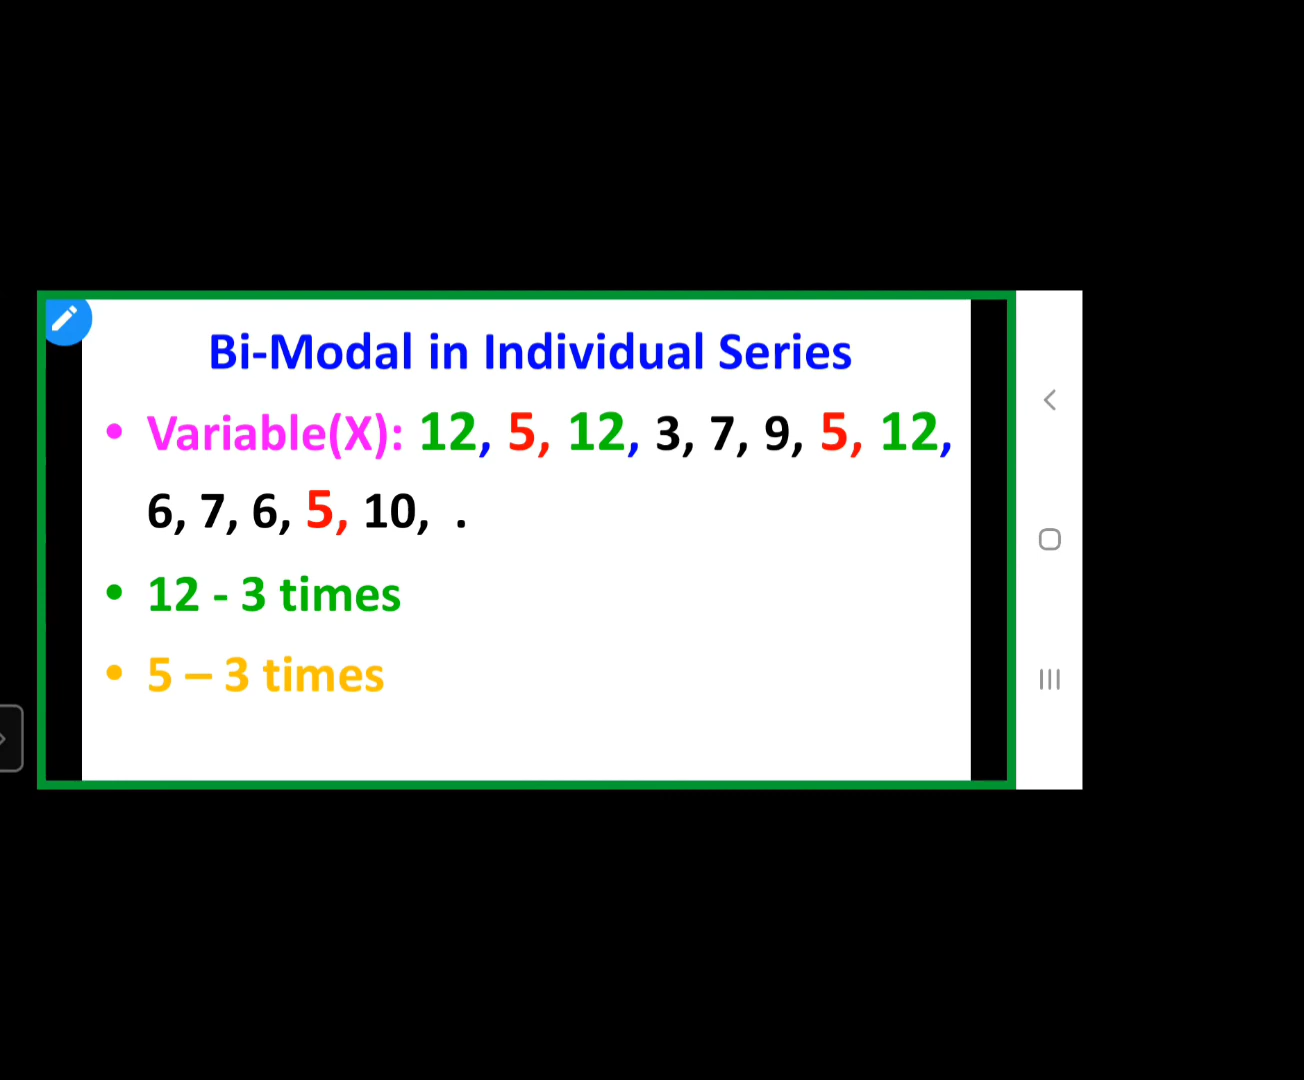 Bi-Modal in Individual Series
• Variable(X): 12, 5, 12, 3, 7, 9, 5, 12,
6, 7, 6, 5, 10,  .
• 12 - 3 times
• 5 – 3 times